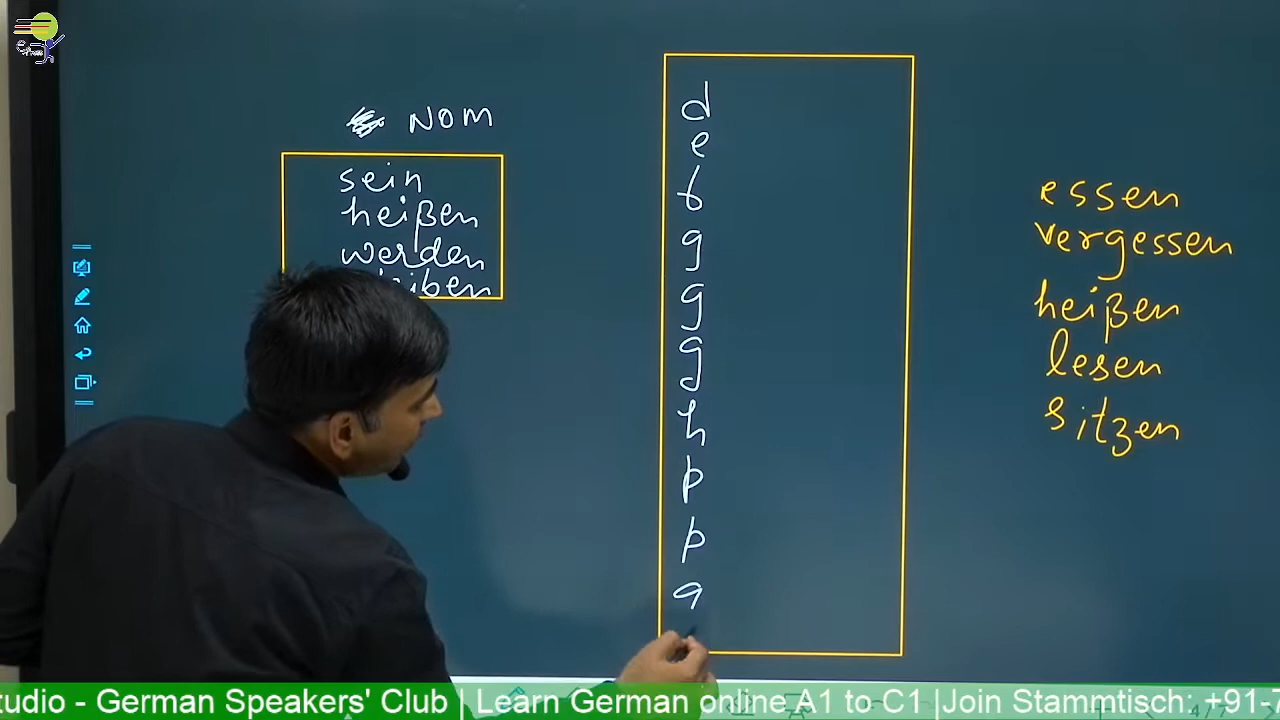 NOM
sein
heißen
werden
d
e
f
g
g
g
h
p
p
a
essen
vergessen
heißen
lesen
sitzen
tudio - German Speakers' Club | Learn German online A1 to C1 |Join Stammtisch: +91-7